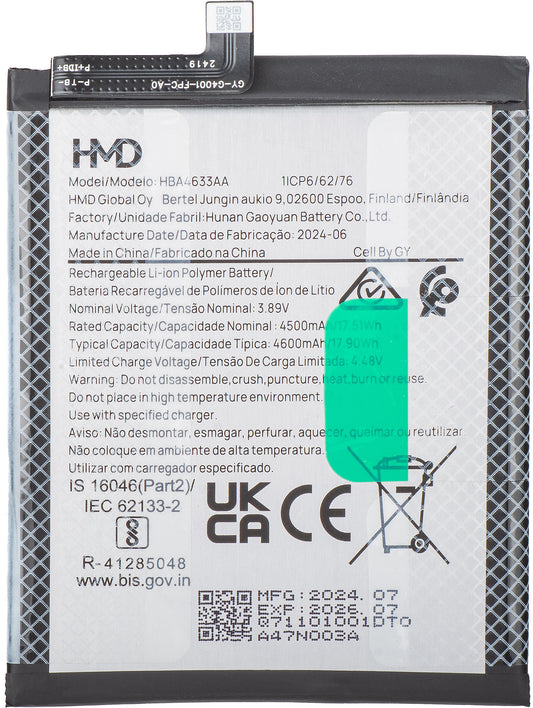 2419
P+IDB+
P-TB-
GY-G4001-FPC-A0
HMD
Model/Modelo: HBA4633AA 1ICP6/62/76
HMD Global Oy Bertel Jungin aukio 9,02600 Espoo, Finland/Finlândia
Factory/Unidade Fabril:Hunan Gaoyuan Battery Co.,Ltd.
Manufacture Date/Data de Fabricação: 2024-06
Made in China/Fabricado na China Cell By GY
Rechargeable Li-ion Polymer Battery/
Bateria Recarregável de Polímeros de Íon de Lítio
Nominal Voltage/Tensão Nominal: 3.89V
Rated Capacity/Capacidade Nominal : 4500mAh/17.51Wh
Typical Capacity/Capacidade Típica: 4600mAh/17.90Wh
Limited Charge Voltage/Tensão De Carga Limitada: 4.48V
Warning: Do not disassemble,crush,puncture,heat,burn or reuse.
Do not place in high temperature environment.
Use with specified charger.
Aviso: Não desmontar, esmagar, perfurar, aquecer, queimar ou reutilizar.
Não coloque em ambiente de alta temperatura.
Utilizar com carregador especificado.
IS 16046(Part2)/
IEC 62133-2
R-41285048
www.bis.gov.in
UK
CA CE
MFG: 2024.07
EXP: 2026.07
Q71101001DT0
A47N003A